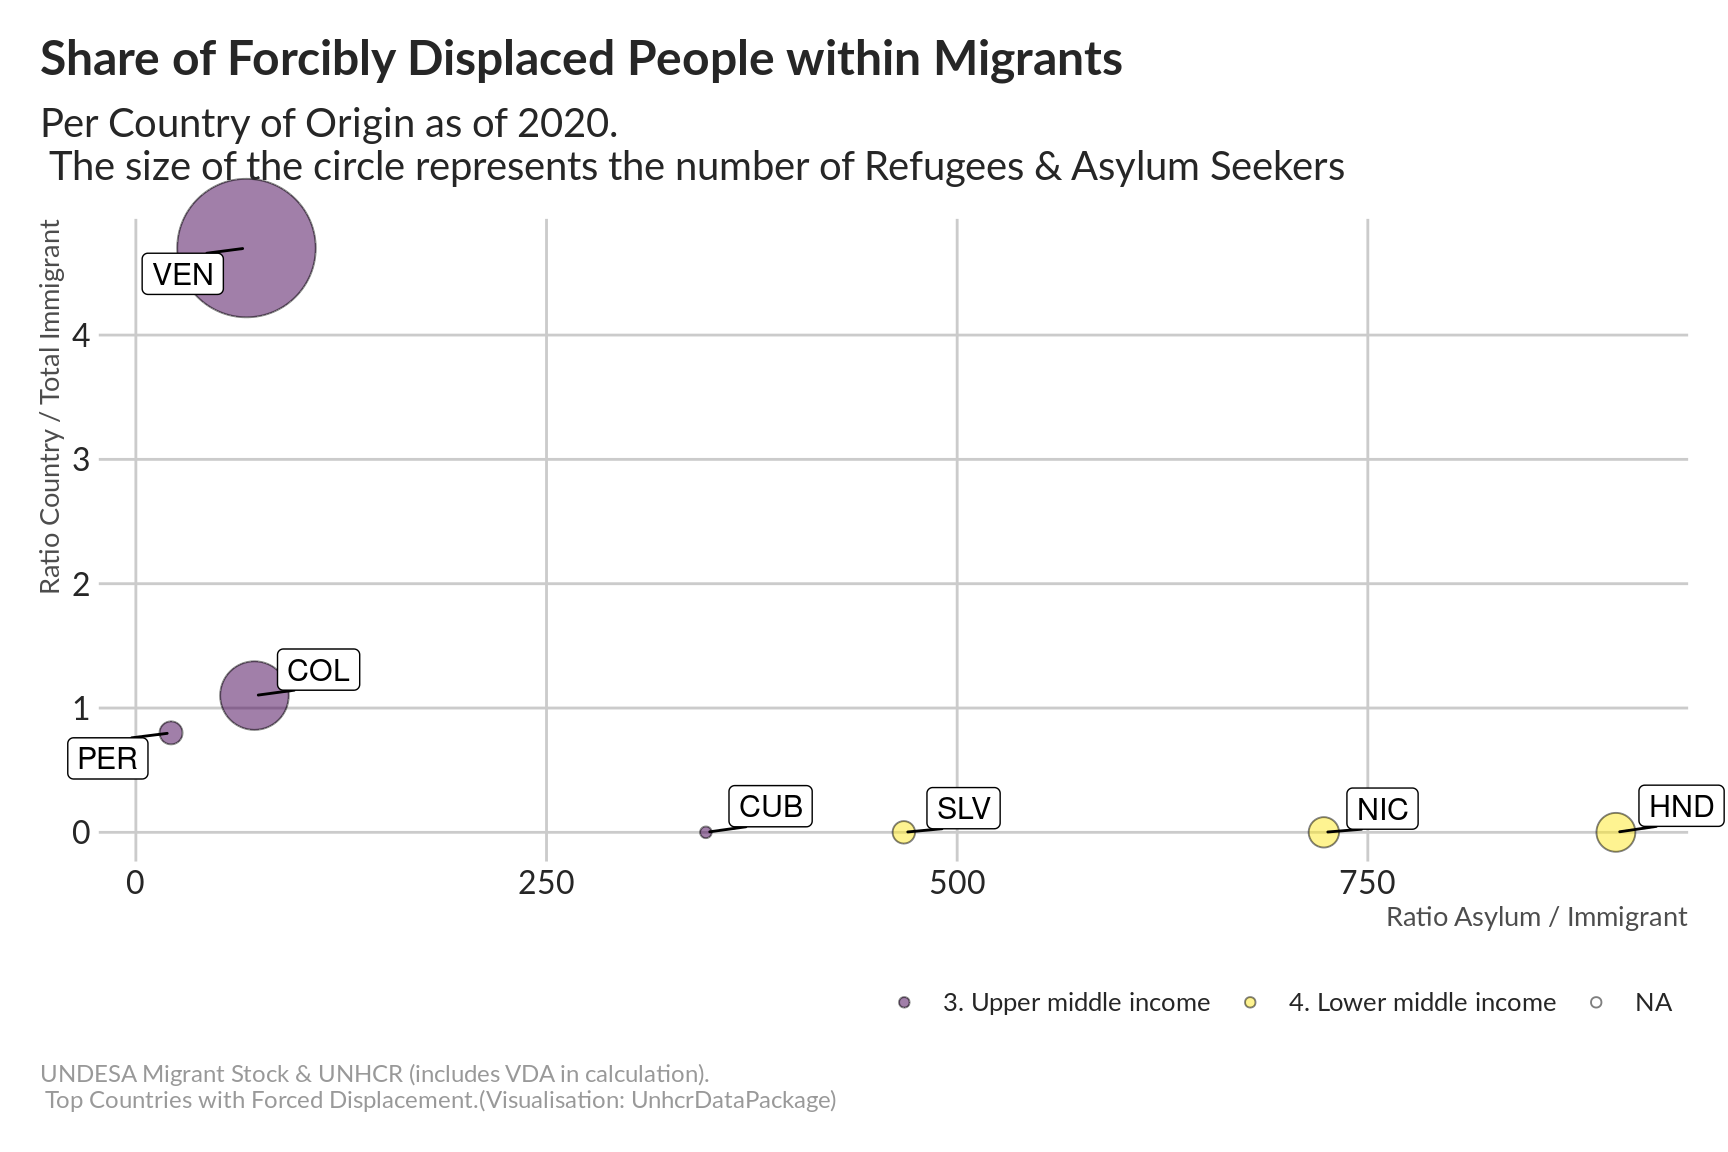 Share of Forcibly Displaced People within Migrants
Per Country of Origin as of 2020.
The size of the circle represents the number of Refugees & Asylum Seekers
Ratio Country / Total Immigrant
VEN
4
3
2
COL
1
PER
CUB
SLV
NIC
HND
0
0
250
500
750
Ratio Asylum / Immigrant
3. Upper middle income
4. Lower middle income
NA
UNDESA Migrant Stock & UNHCR (includes VDA in calculation).
Top Countries with Forced Displacement.(Visualisation: UnhcrDataPackage)